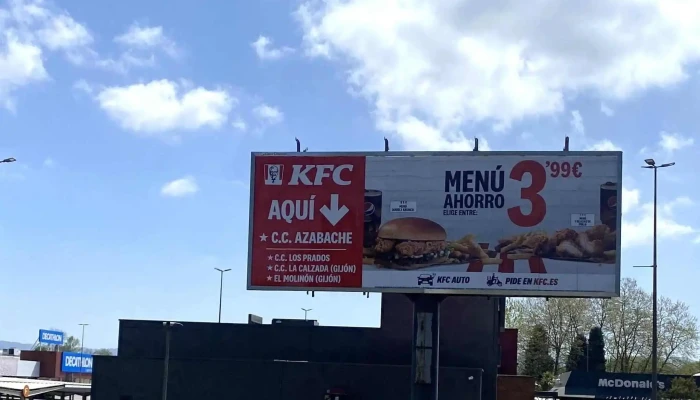 KFC
AQUÍ
★ C.C. AZABACHE
★ C.C. LOS PRADOS
★ C.C. LA CALZADA (GIJÓN)
★ EL MOLINÓN (GIJÓN)
MENÚ
AHORRO
ELIGE ENTRE:
3'99€
KFC AUTO
PIDE EN KFC.ES
DECATHLON
DECATHLON
McDonald's